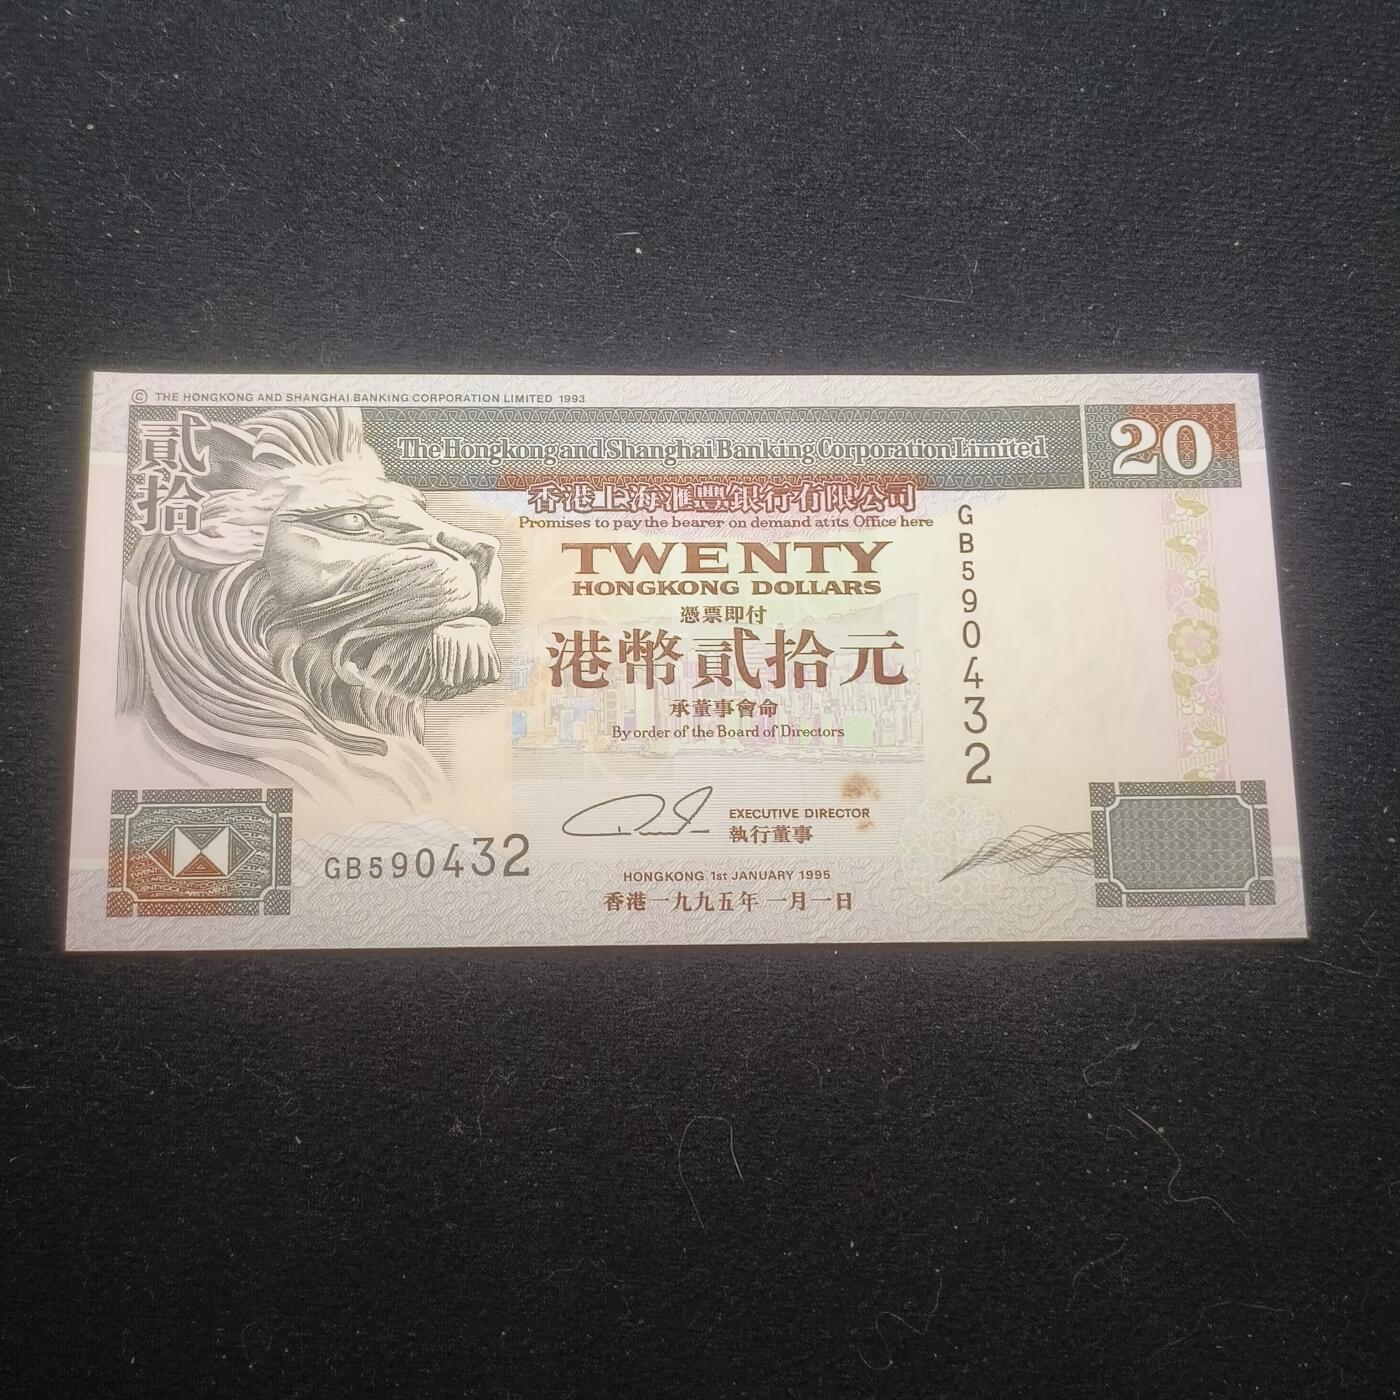 © THE HONGKONG AND SHANGHAI BANKING CORPORATION LIMITED 1993
貳拾
The Hongkong and Shanghai Banking Corporation Limited
20
香港上海滙豐銀行有限公司
Promises to pay the bearer on demand at its Office here
TWENTY
HONGKONG DOLLARS
憑票即付
港幣貳拾元
承董事會命
By order of the Board of Directors
GB590432
EXECUTIVE DIRECTOR
執行董事
GB590432
HONGKONG 1st JANUARY 1995
香港一九九五年一月一日